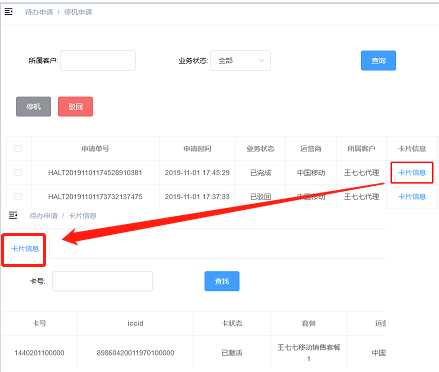 待办申请 / 停机申请
所属客户: 业务状态: 全部 查询
停机 驳回
申请单号 申请时间 业务状态 运营商 所属客户 卡片信息
HALT20191101174528910381 2019-11-01 17:45:29 已完成 中国移动 王七七代理 卡片信息
HALT20191101173732137475 2019-11-01 17:37:33 已驳回 中国移动 王七七代理 卡片信息
待办申请 / 卡片信息
卡片信息
卡号: 查找
卡号 iccid 卡状态 套餐 运营
1440201100000 89860420011970100000 已激活 王七七移动销售套餐1 中国